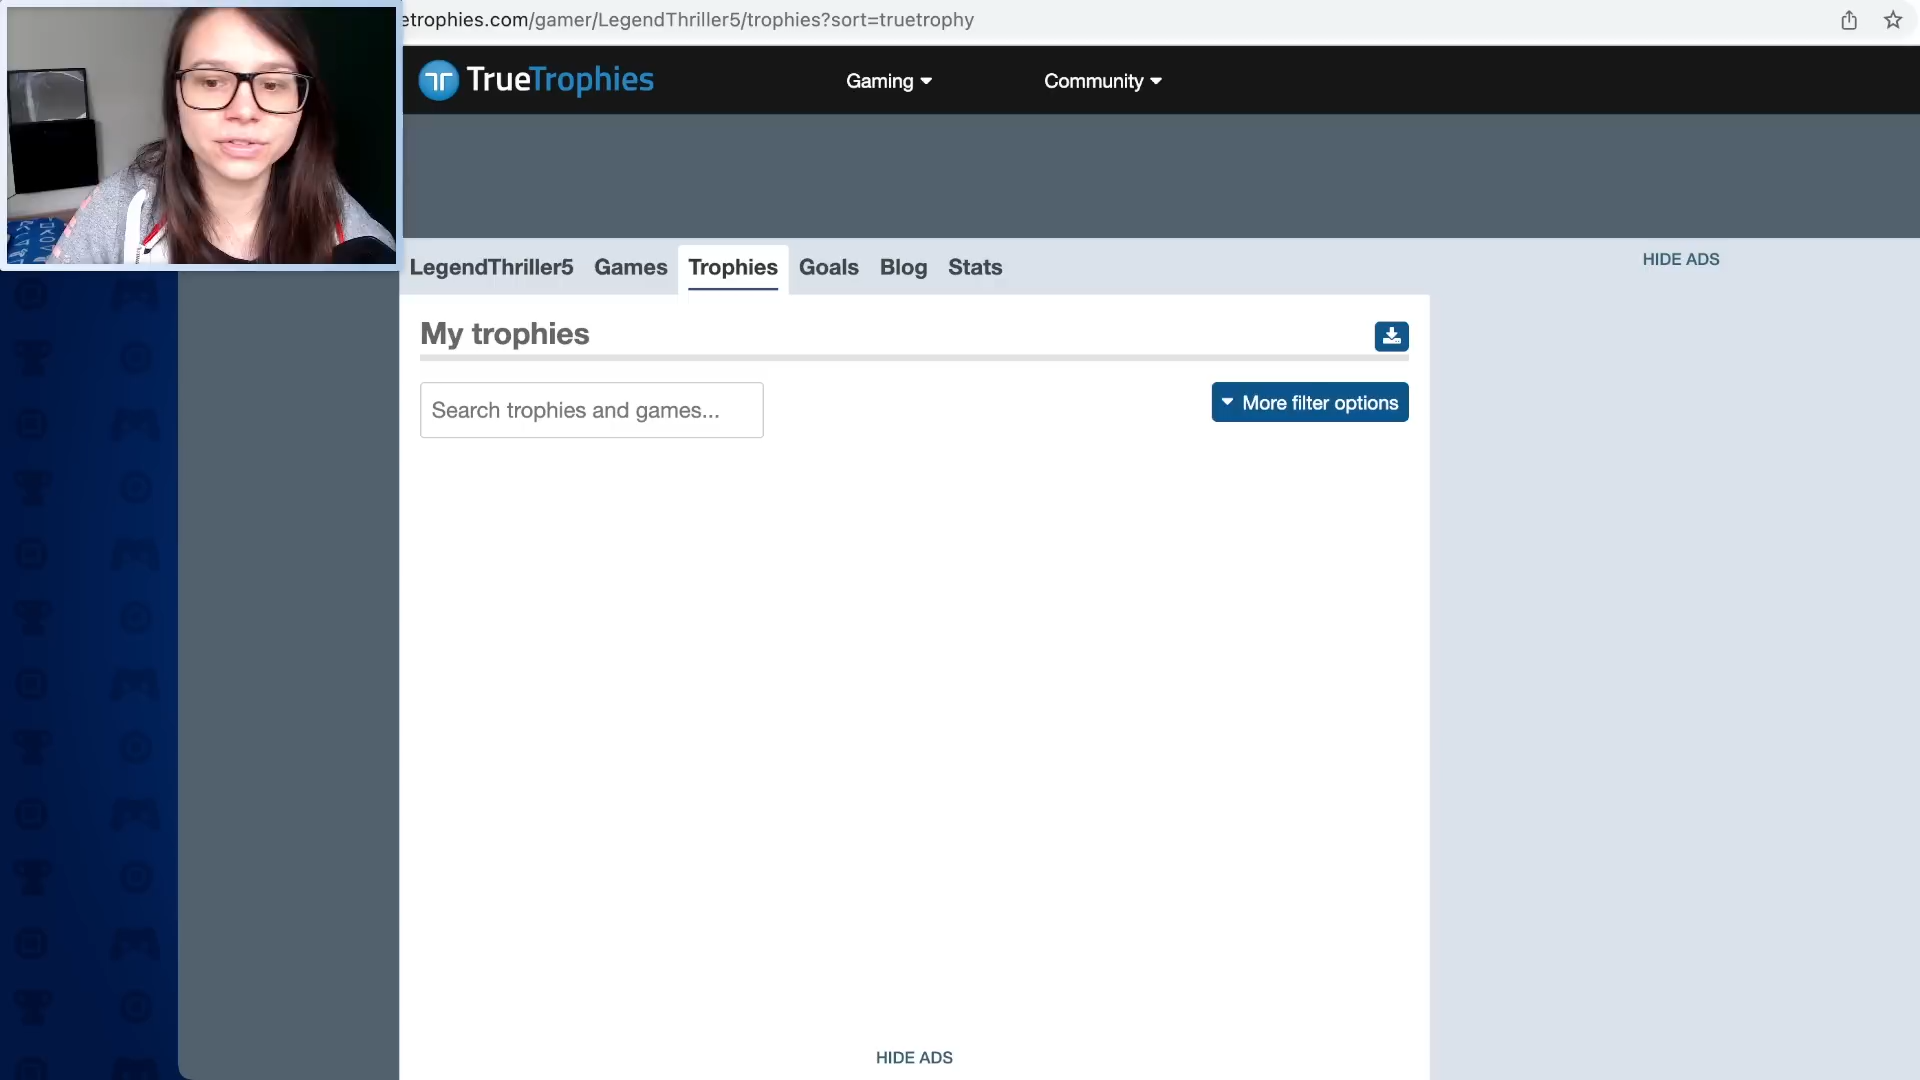 etrophies.com/gamer/LegendThriller5/trophies?sort=truetrophy
TrueTrophies
Gaming
Community
LegendThriller5 Games Trophies Goals Blog Stats
HIDE ADS
My trophies
Search trophies and games...
More filter options
HIDE ADS